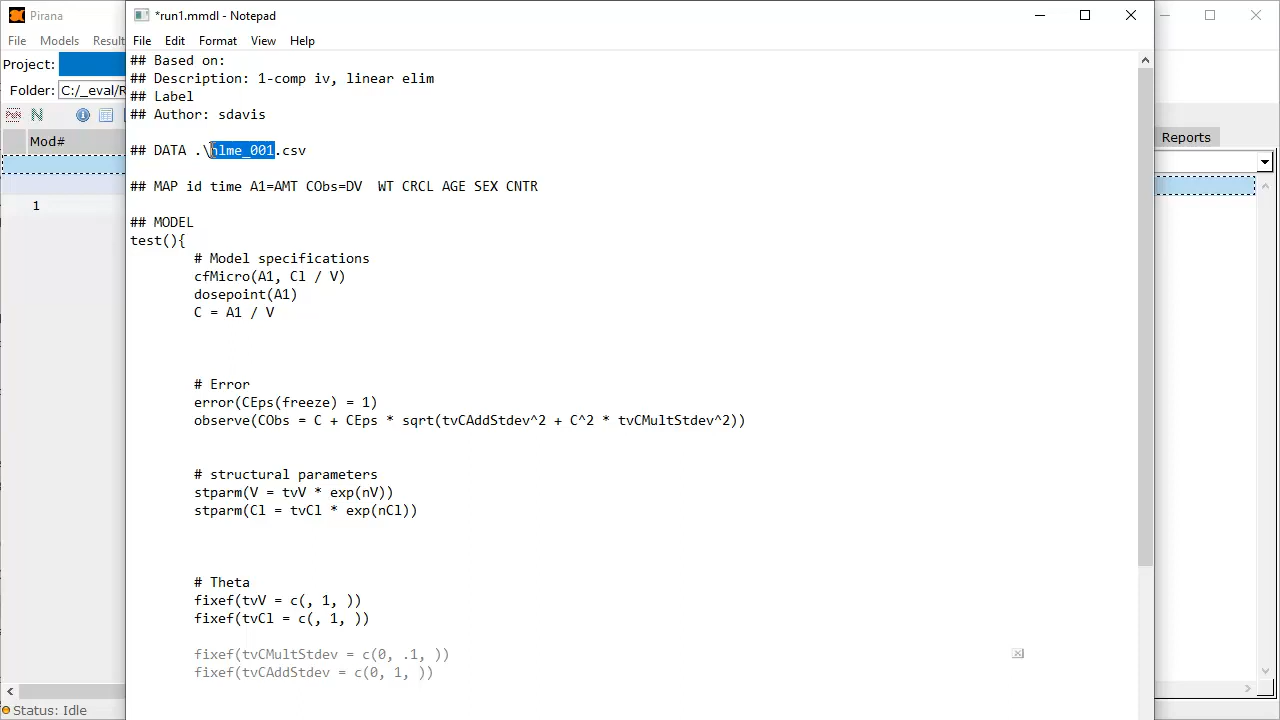 Pirana
*run1.mmdl - Notepad
File Models Result
File Edit Format View Help
Project:
Folder: C:/_eval/R
Mod#
1
Reports
## Based on:
## Description: 1-comp iv, linear elim
## Label
## Author: sdavis
## DATA .\nlme_001.csv
## MAP id time A1=AMT CObs=DV  WT CRCL AGE SEX CNTR
## MODEL
test(){
# Model specifications
cfMicro(A1, Cl / V)
dosepoint(A1)
C = A1 / V
# Error
error(CEps(freeze) = 1)
observe(CObs = C + CEps * sqrt(tvCAddStdev^2 + C^2 * tvCMultStdev^2))
# structural parameters
stparm(V = tvV * exp(nV))
stparm(Cl = tvCl * exp(nCl))
# Theta
fixef(tvV = c(, 1, ))
fixef(tvCl = c(, 1, ))
fixef(tvCMultStdev = c(0, .1, ))
fixef(tvCAddStdev = c(0, 1, ))
Status: Idle